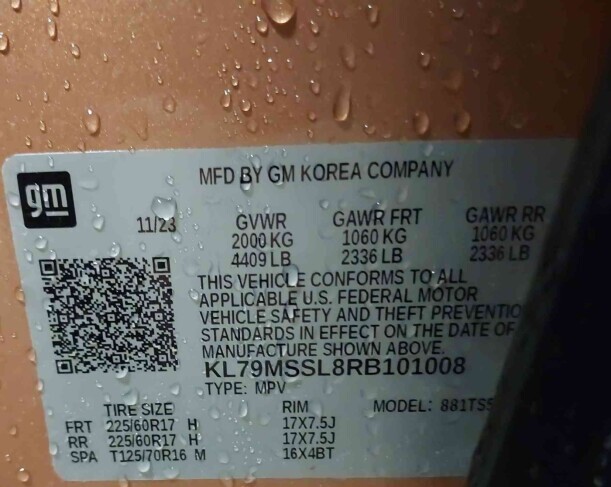 gm
MFD BY GM KOREA COMPANY
11/23
GVWR GAWR FRT GAWR RR
2000 KG 1060 KG 1060 KG
4409 LB 2336 LB 2336 LB
THIS VEHICLE CONFORMS TO ALL
APPLICABLE U.S. FEDERAL MOTOR
VEHICLE SAFETY AND THEFT PREVENTIO
STANDARDS IN EFFECT ON THE DATE OF
MANUFACTURE SHOWN ABOVE.
KL79MSSL8RB101008
TYPE: MPV
TIRE SIZE RIM MODEL: 881TS5
FRT 225/60R17 H 17X7.5J
RR 225/60R17 H 17X7.5J
SPA T125/70R16 M 16X4BT